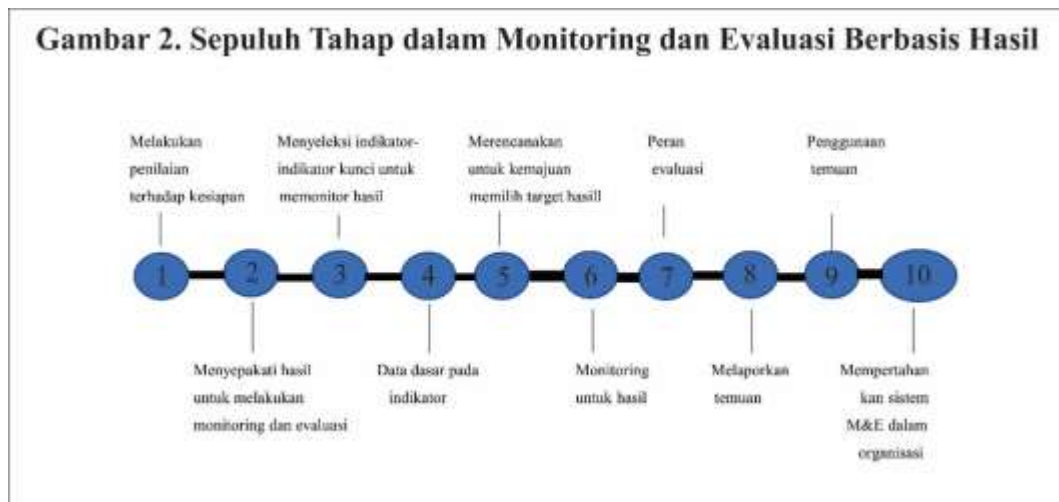 Gambar 2. Sepuluh Tahap dalam Monitoring dan Evaluasi Berbasis Hasil
Melakukan
penilaian
terhadap kesiapan
Menyeleksi indikator-
indikator kunci untuk
memonitor hasil
Merencanakan
untuk kemajuan
memilih target hasill
Peran
evaluasi
Penggunaan
temuan
1
2
3
4
5
6
7
8
9
10
Menyepakati hasil
untuk melakukan
monitoring dan evaluasi
Data dasar pada
indikator
Monitoring
untuk hasil
Melaporkan
temuan
Mempertahan
kan sistem
M&E dalam
organisasi